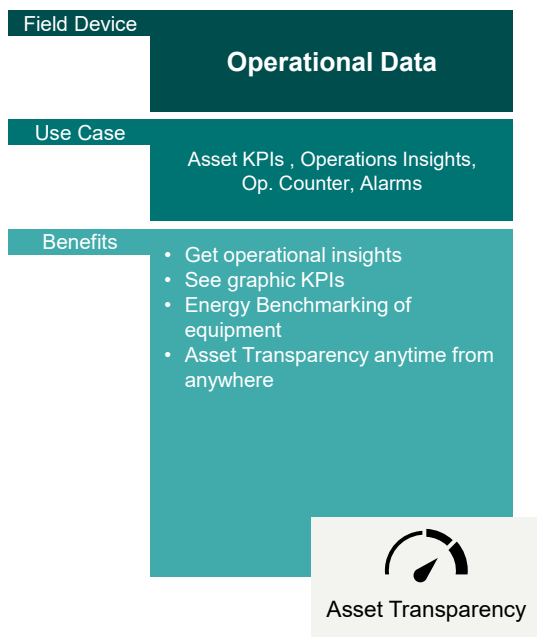 Field Device
Operational Data
Use Case
Asset KPIs , Operations Insights,
Op. Counter, Alarms
Benefits
• Get operational insights
• See graphic KPIs
• Energy Benchmarking of
equipment
• Asset Transparency anytime from
anywhere
Asset Transparency